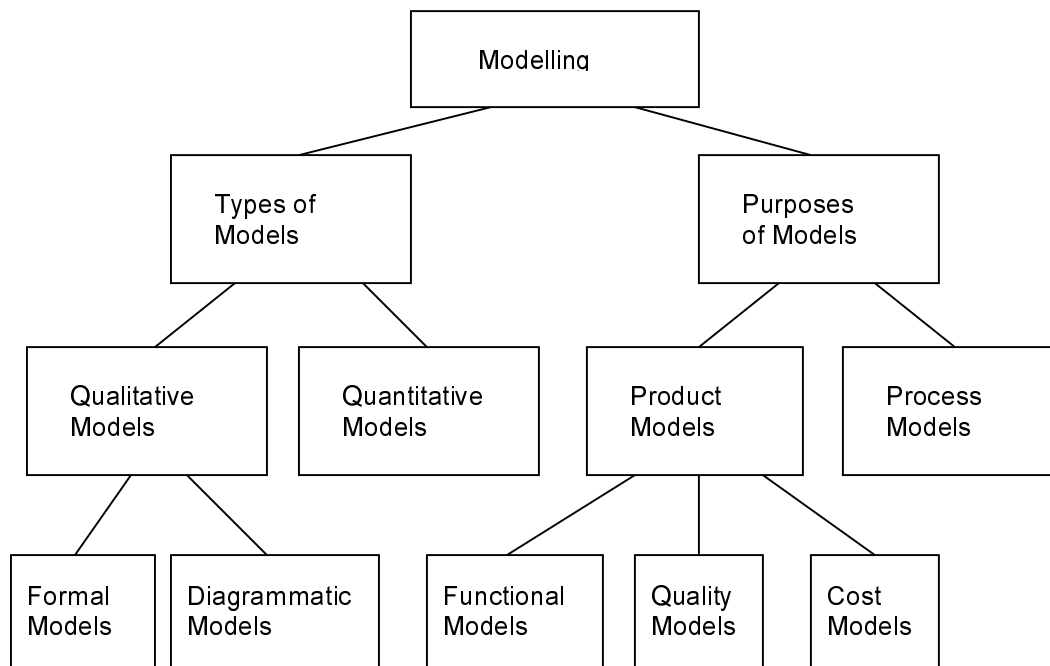 Modelling
Types of
Models
Purposes
of Models
Qualitative
Models
Quantitative
Models
Product
Models
Process
Models
Formal
Models
Diagrammatic
Models
Functional
Models
Quality
Models
Cost
Models